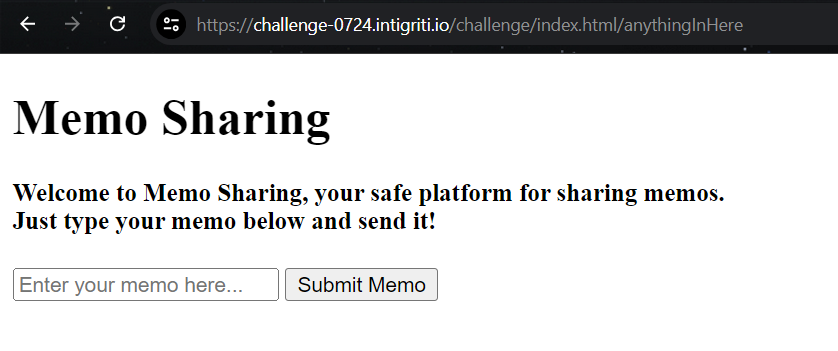 https://challenge-0724.intigriti.io/challenge/index.html/anythingInHere
Memo Sharing
Welcome to Memo Sharing, your safe platform for sharing memos.
Just type your memo below and send it!
Enter your memo here... Submit Memo